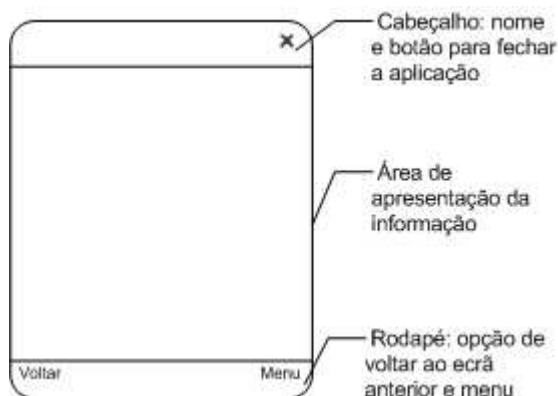 Cabeçalho: nome
e botão para fechar
a aplicação
Área de
apresentação da
informação
Rodapé: opção de
voltar ao ecrã
anterior e menu
Voltar
Menu